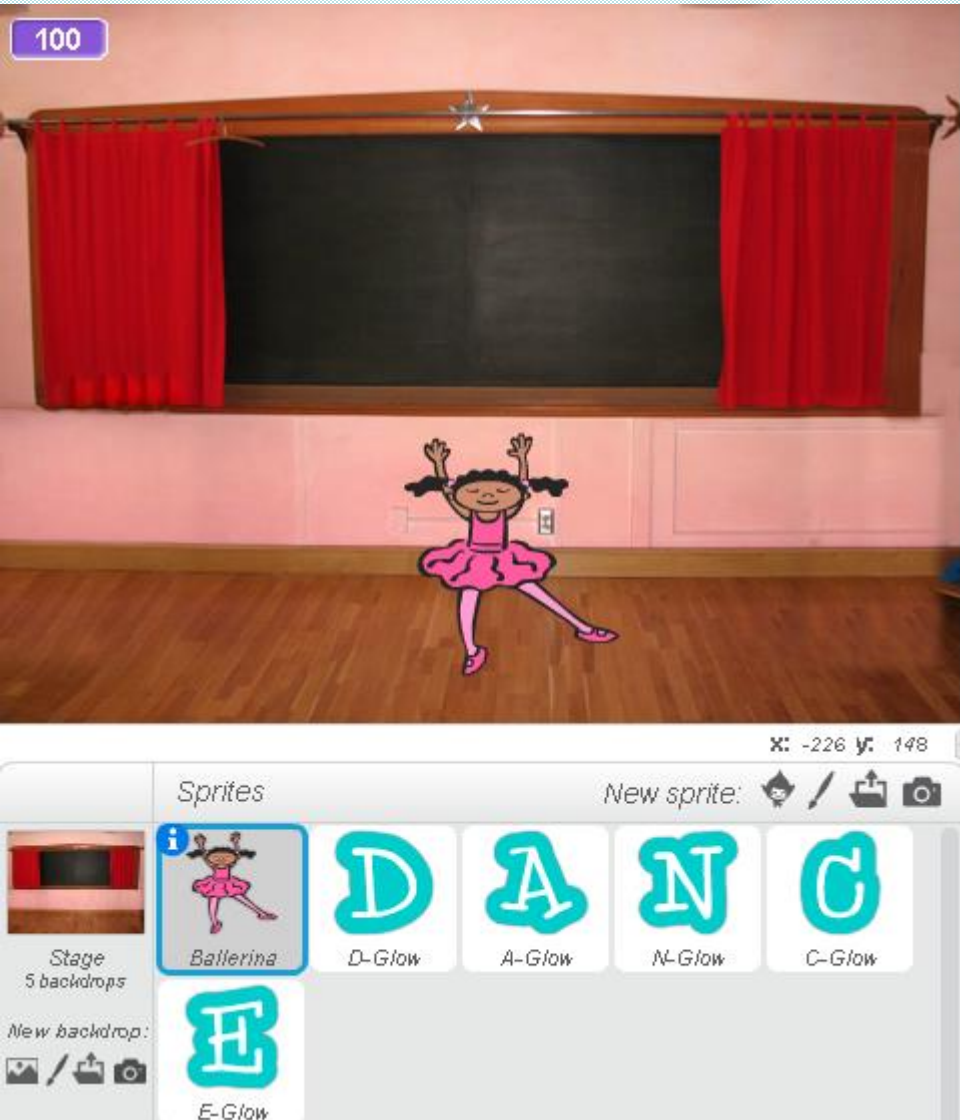 100
x: -226 y: 148
Sprites
New sprite:
D
A
N
C
Ballerina
D-Glow
A-Glow
N-Glow
C-Glow
Stage
5 backdrops
New backdrop:
E
E-Glow